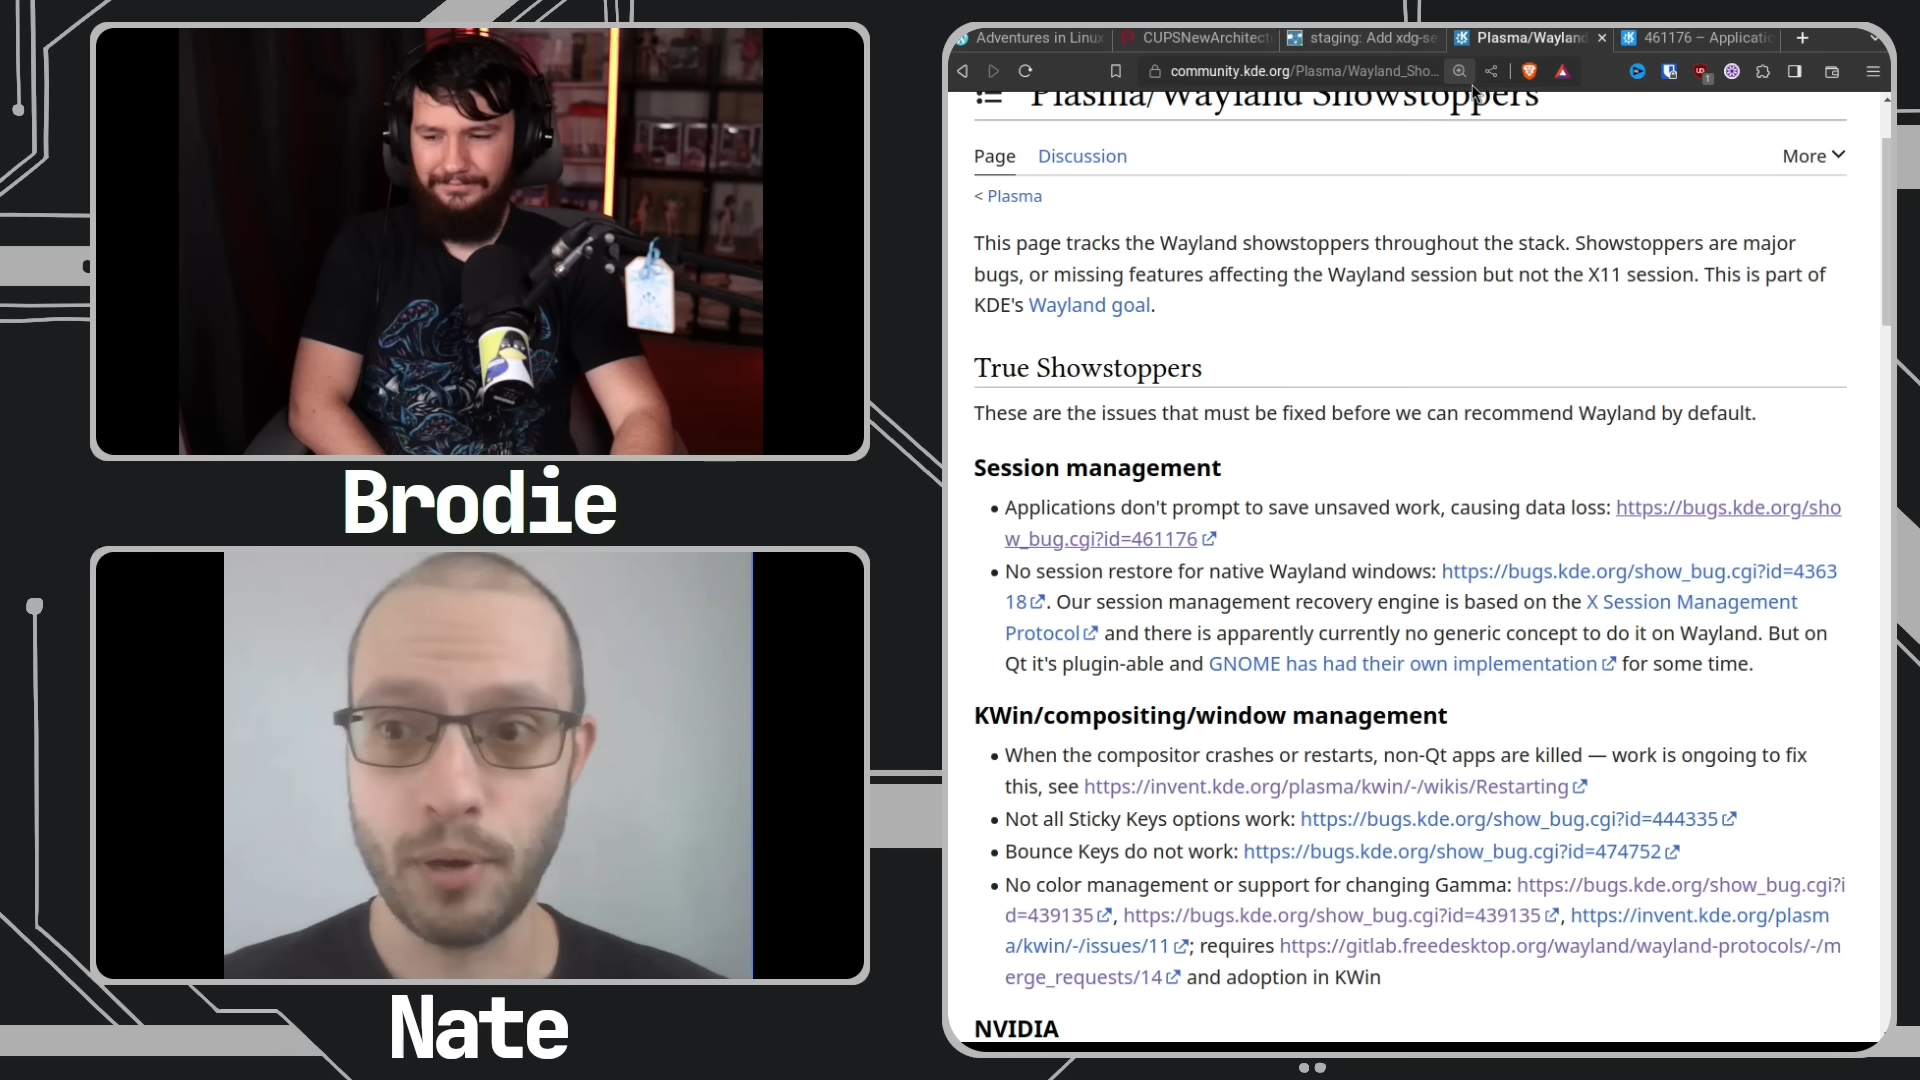 Adventures in Linux
CUPSNewArchitect
staging: Add xdg-se
Plasma/Wayland
461176 – Applicatio
community.kde.org/Plasma/Wayland_Sho...
Plasma/Wayland Showstoppers
Page
Discussion
More
< Plasma
This page tracks the Wayland showstoppers throughout the stack. Showstoppers are major
bugs, or missing features affecting the Wayland session but not the X11 session. This is part of
KDE's Wayland goal.
True Showstoppers
These are the issues that must be fixed before we can recommend Wayland by default.
Session management
• Applications don't prompt to save unsaved work, causing data loss: https://bugs.kde.org/sho
w_bug.cgi?id=461176
• No session restore for native Wayland windows: https://bugs.kde.org/show_bug.cgi?id=4363
18. Our session management recovery engine is based on the X Session Management
Protocol and there is apparently currently no generic concept to do it on Wayland. But on
Qt it's plugin-able and GNOME has had their own implementation for some time.
KWin/compositing/window management
• When the compositor crashes or restarts, non-Qt apps are killed — work is ongoing to fix
this, see https://invent.kde.org/plasma/kwin/-/wikis/Restarting
• Not all Sticky Keys options work: https://bugs.kde.org/show_bug.cgi?id=444335
• Bounce Keys do not work: https://bugs.kde.org/show_bug.cgi?id=474752
• No color management or support for changing Gamma: https://bugs.kde.org/show_bug.cgi?i
d=439135, https://bugs.kde.org/show_bug.cgi?id=439135, https://invent.kde.org/plasm
a/kwin/-/issues/11; requires https://gitlab.freedesktop.org/wayland/wayland-protocols/-/m
erge_requests/14 and adoption in KWin
NVIDIA
Brodie
Nate